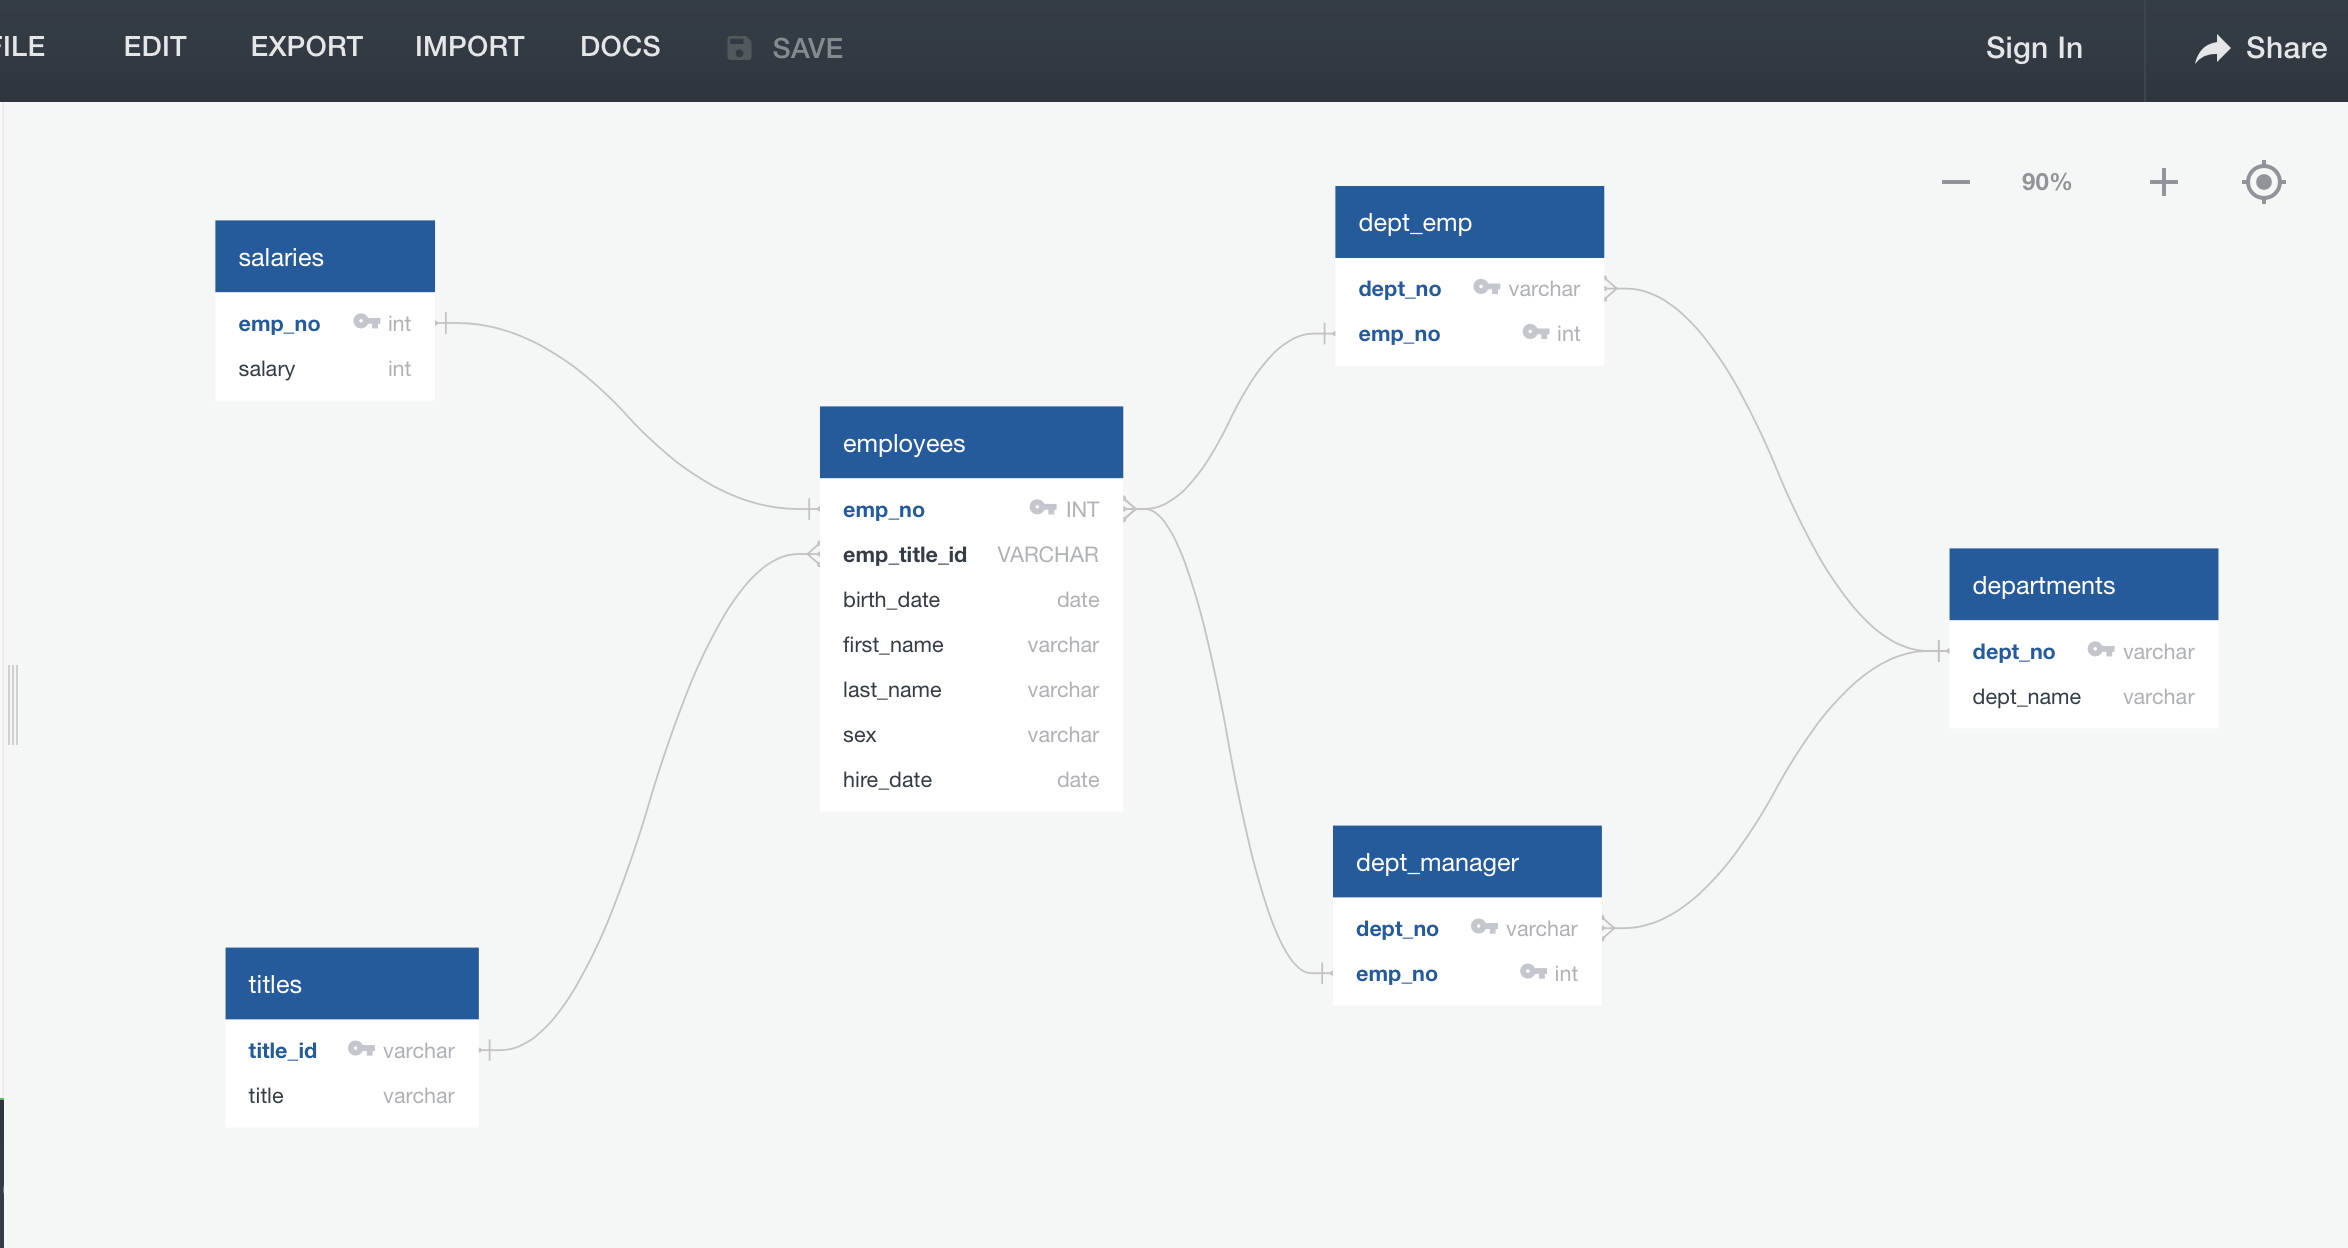 ILE EDIT EXPORT IMPORT DOCS SAVE Sign In Share
90%
salaries
emp_no int
salary int
employees
emp_no INT
emp_title_id VARCHAR
birth_date date
first_name varchar
last_name varchar
sex varchar
hire_date date
titles
title_id varchar
title varchar
dept_emp
dept_no varchar
emp_no int
dept_manager
dept_no varchar
emp_no int
departments
dept_no varchar
dept_name varchar